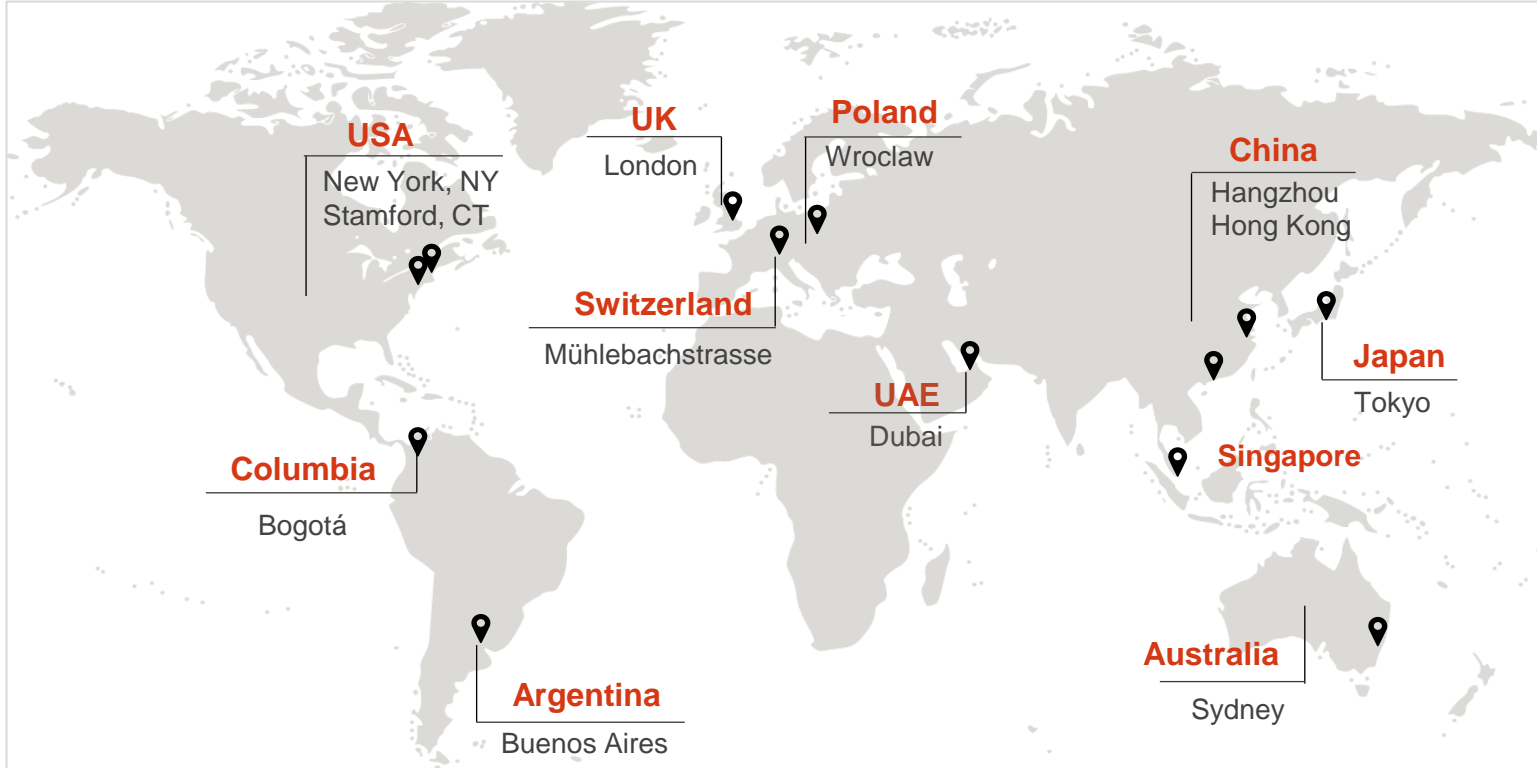 USA
New York, NY
Stamford, CT
UK
London
Poland
Wroclaw
China
Hangzhou
Hong Kong
Switzerland
Mühlebachstrasse
UAE
Dubai
Japan
Tokyo
Singapore
Columbia
Bogotá
Argentina
Buenos Aires
Australia
Sydney